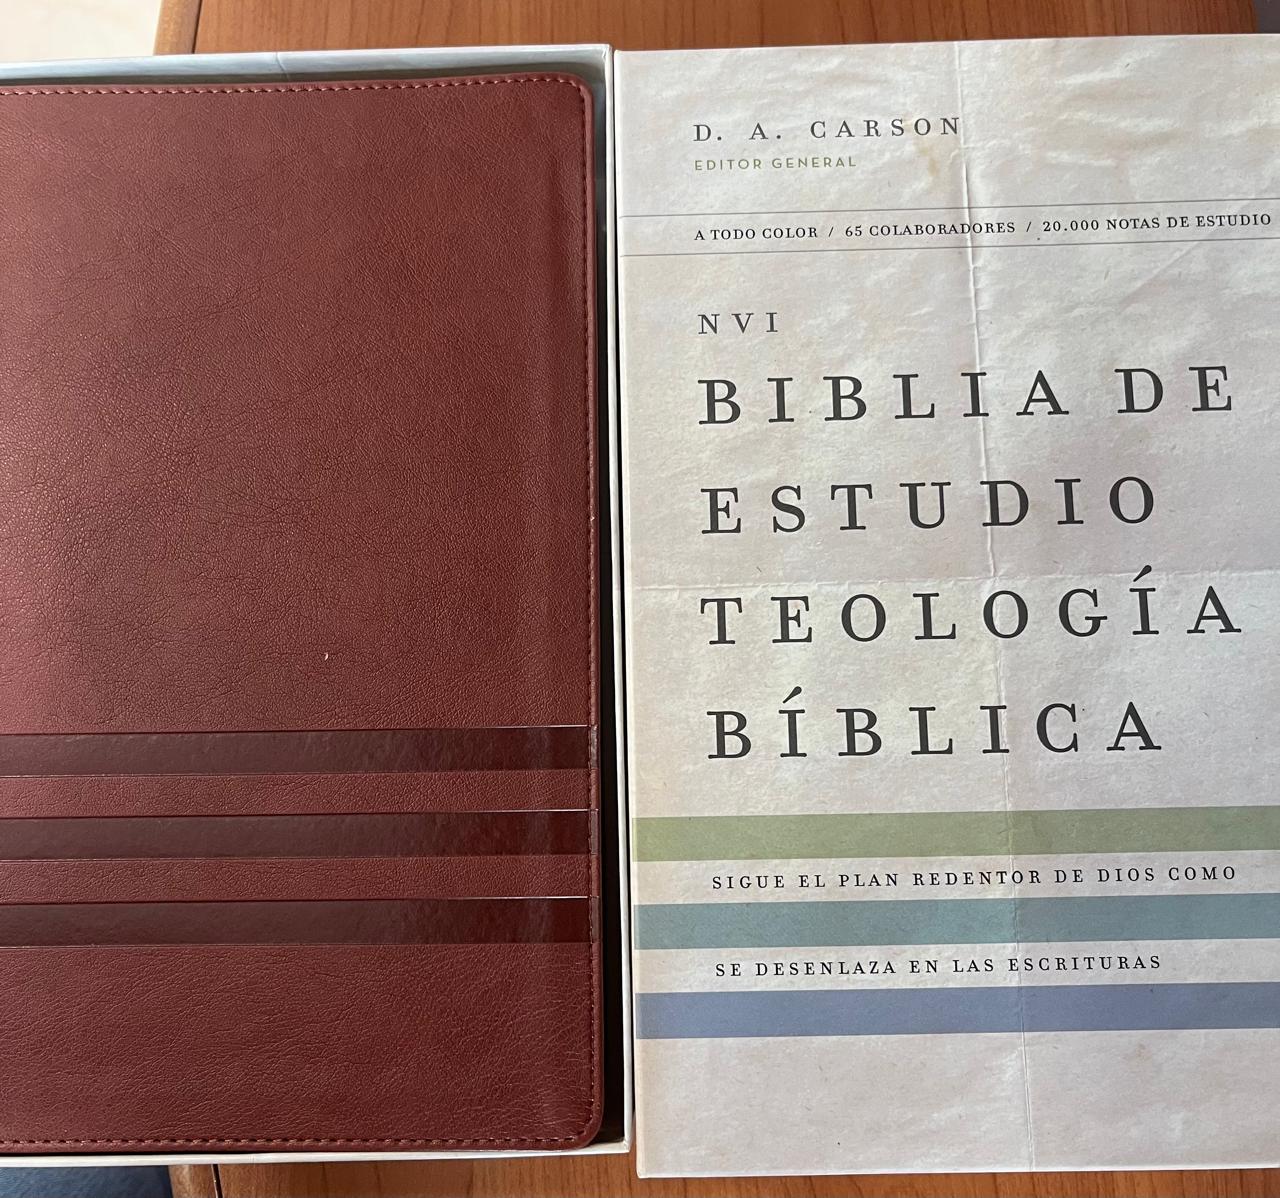 D. A. CARSON
EDITOR GENERAL
A TODO COLOR / 65 COLABORADORES / 20.000 NOTAS DE ESTUDIO
NVI
BIBLIA DE
ESTUDIO
TEOLOGÍA
BÍBLICA
SIGUE EL PLAN REDENTOR DE DIOS COMO
SE DESENLAZA EN LAS ESCRITURAS